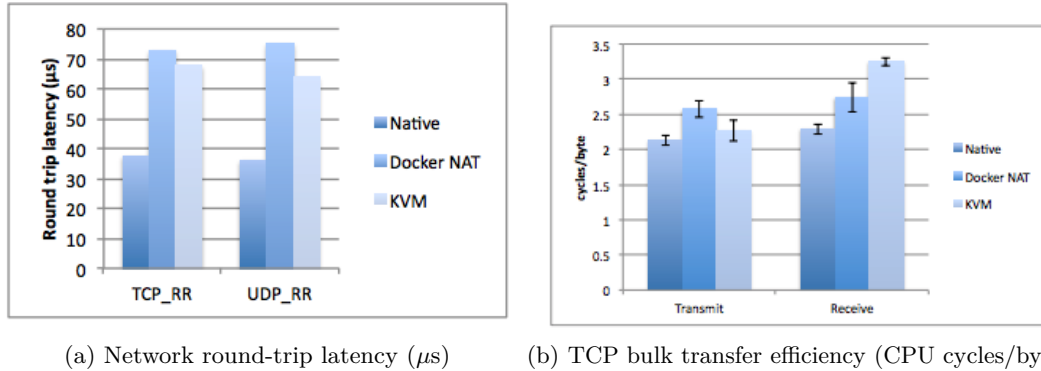 80
70
60
50
40
30
20
10
0
Round trip latency (μs)
TCP_RR UDP_RR
Native
Docker NAT
KVM
3.5
3
2.5
2
1.5
1
0.5
0
cycles/byte
Transmit Receive
Native
Docker NAT
KVM
(a) Network round-trip latency (μs)
(b) TCP bulk transfer efficiency (CPU cycles/by